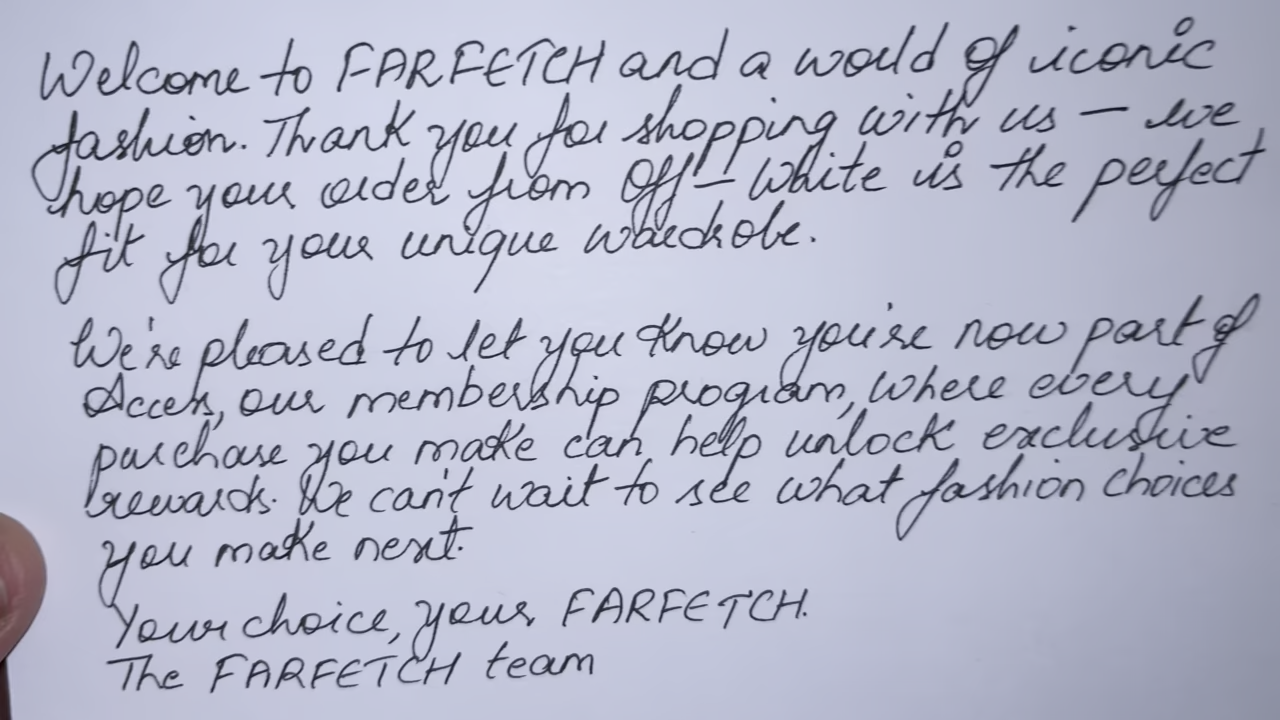 Welcome to FARFETCH and a world of iconic
fashion. Thank you for shopping with us – we
hope your order from Off-White is the perfect
fit for your unique wardrobe.
We're pleased to let you know you're now part of
Access, our membership program, where every
purchase you make can help unlock exclusive
rewards. We can't wait to see what fashion choices
you make next.
Your choice, your FARFETCH.
The FARFETCH team